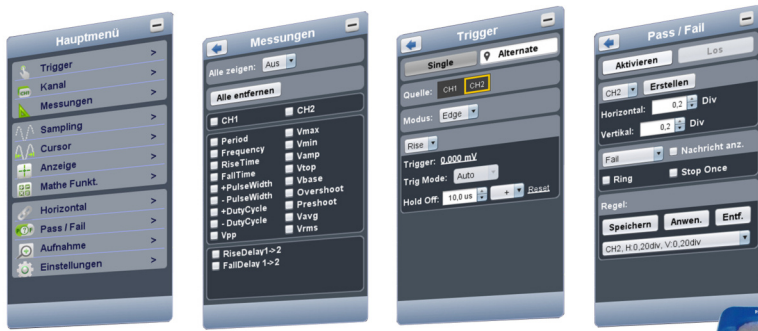 Hauptmenü
Trigger >
Kanal >
Messungen >
Sampling >
Cursor >
Anzeige >
Mathe Funkt. >
Horizontal >
Pass / Fail >
Aufnahme >
Einstellungen >
Messungen
Alle zeigen: Aus
Alle entfernen
CH1 CH2
Period Vmax
Frequency Vmin
RiseTime Vamp
FallTime Vtop
+PulseWidth Vbase
- PulseWidth Overshoot
+DutyCycle Preshoot
- DutyCycle Vavg
Vpp Vrms
RiseDelay1->2
FallDelay 1->2
Trigger
Single Alternate
Quelle: CH1 CH2
Modus: Edge
Rise
Trigger: 0.000 mV
Trig Mode: Auto
Hold Off: 10,0 us + Reset
Pass / Fail
Aktivieren Los
CH2 Erstellen
Horizontal: 0,2 Div
Vertikal: 0,2 Div
Fail Nachricht anz.
Ring Stop Once
Regel:
Speichern Anwen. Entf.
CH2, H:0,20div, V:0,20div